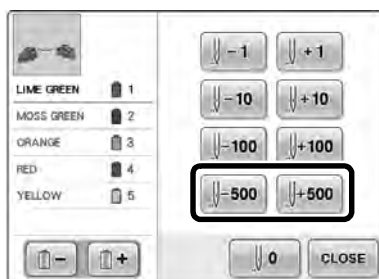 -1 +1
LIME GREEN 1
-10 +10
MOSS GREEN 2
ORANGE 3
-100 +100
RED 4
YELLOW 5
-500 +500
- +
0 CLOSE